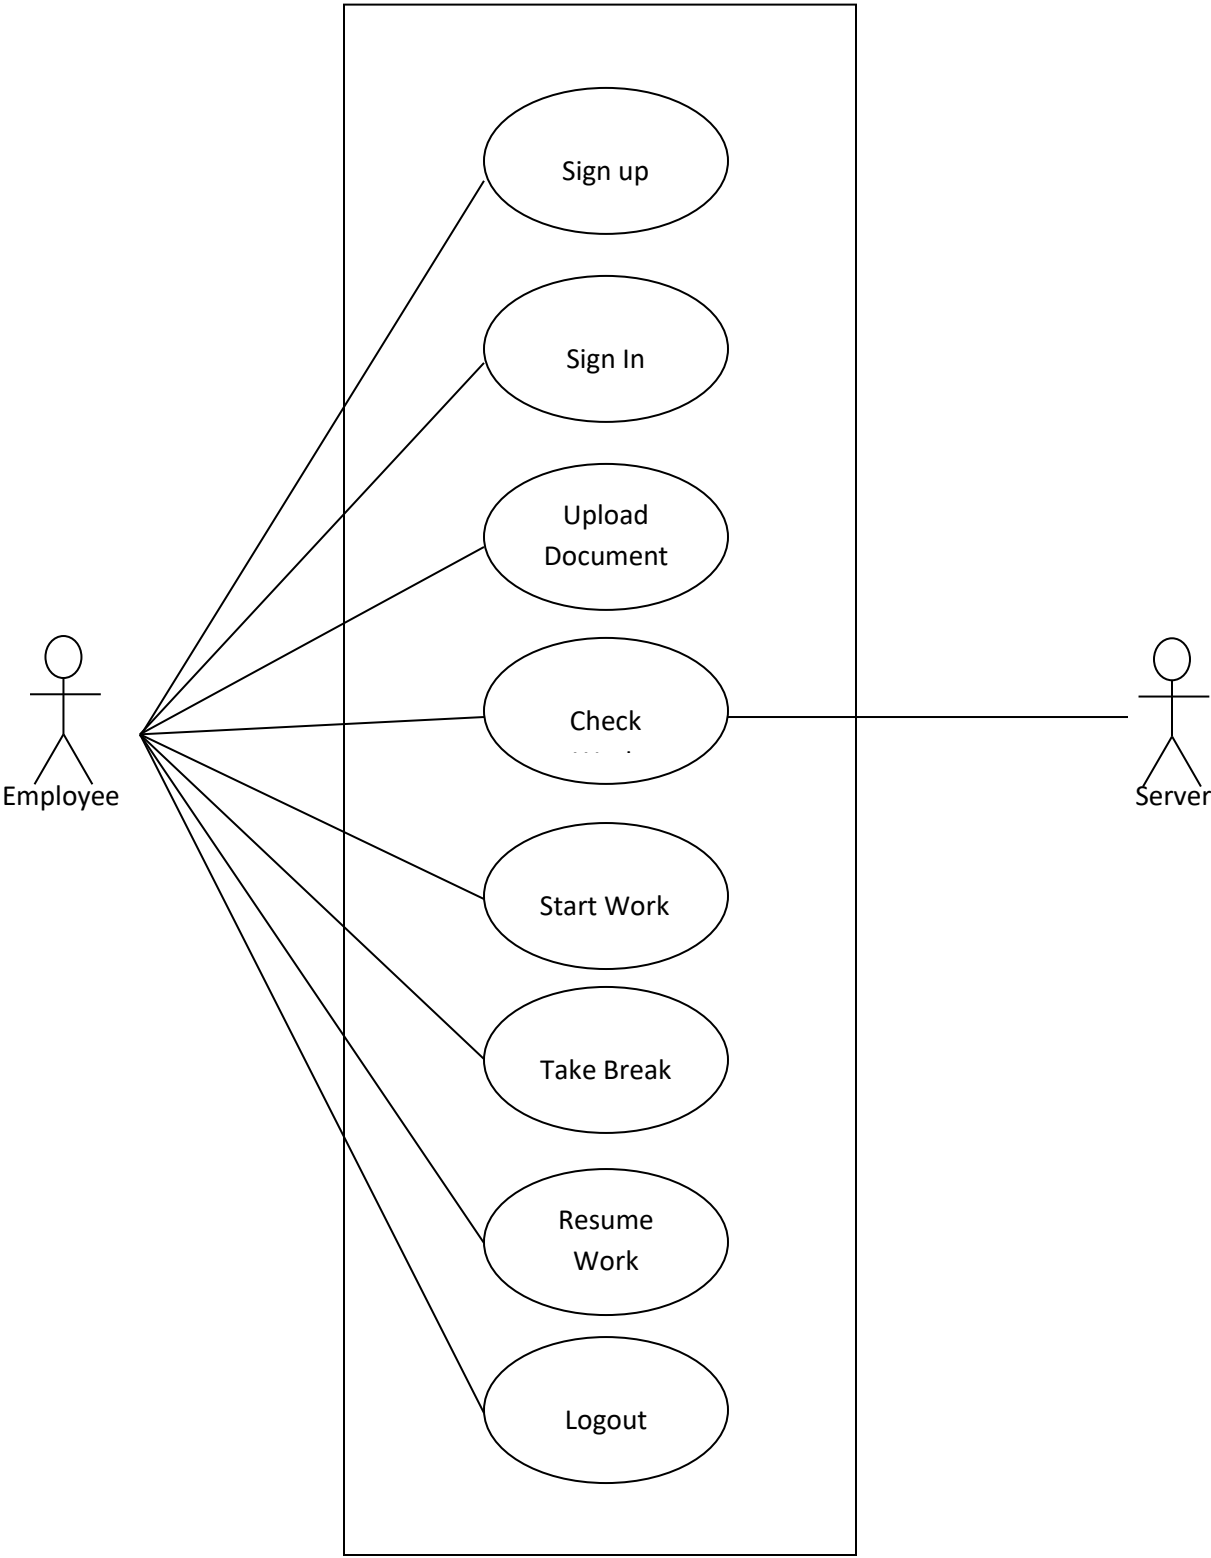 Sign up
Sign In
Upload
Document
Check
Employee
Server
Start Work
Take Break
Resume
Work
Logout